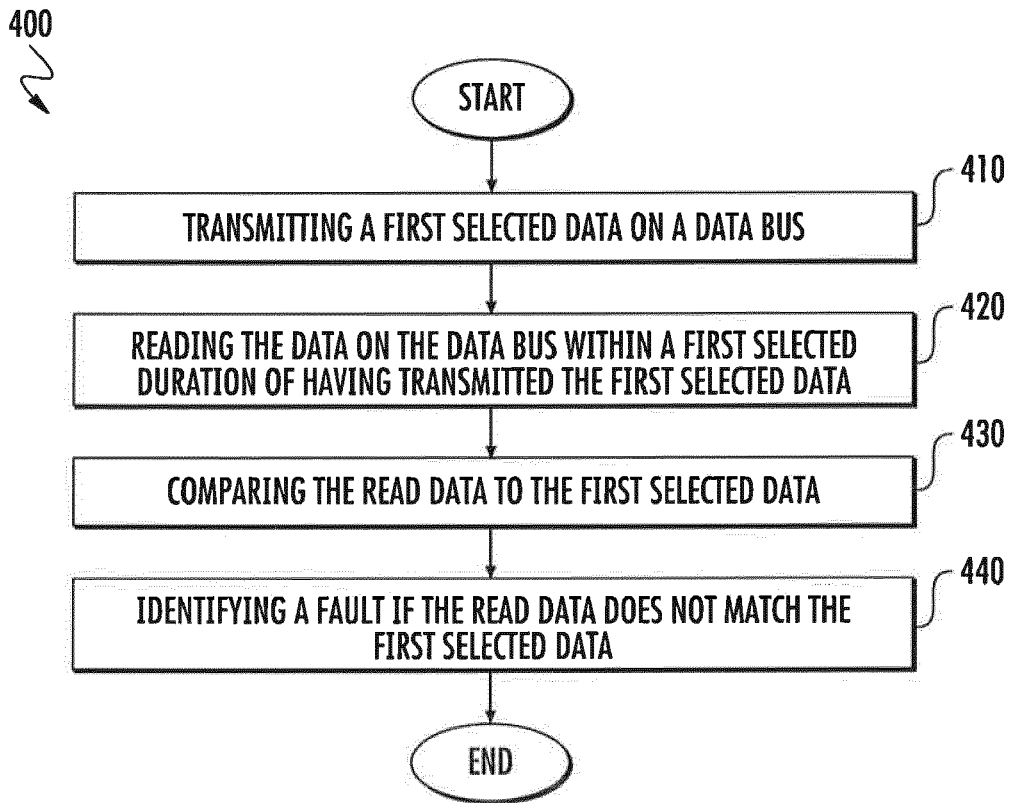 400
START
410
TRANSMITTING A FIRST SELECTED DATA ON A DATA BUS
420
READING THE DATA ON THE DATA BUS WITHIN A FIRST SELECTED
DURATION OF HAVING TRANSMITTED THE FIRST SELECTED DATA
430
COMPARING THE READ DATA TO THE FIRST SELECTED DATA
440
IDENTIFYING A FAULT IF THE READ DATA DOES NOT MATCH THE
FIRST SELECTED DATA
END